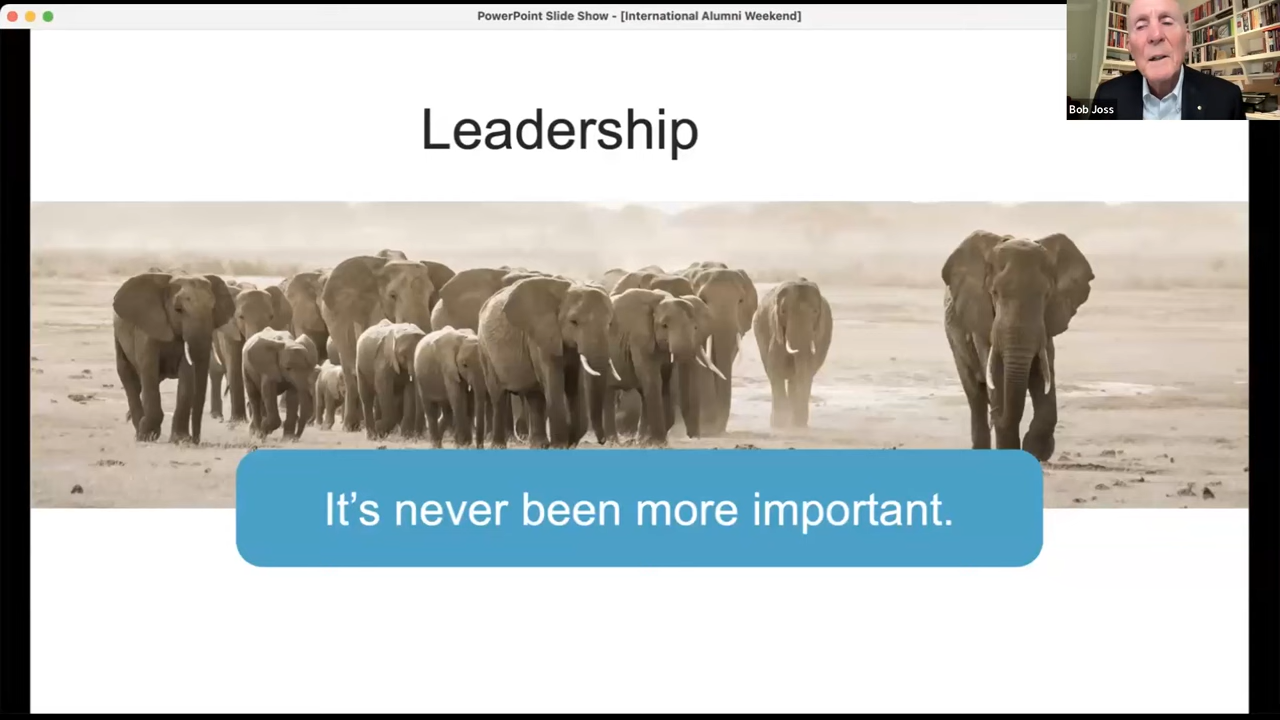 PowerPoint Slide Show - [International Alumni Weekend]
Bob Joss
Leadership
It’s never been more important.